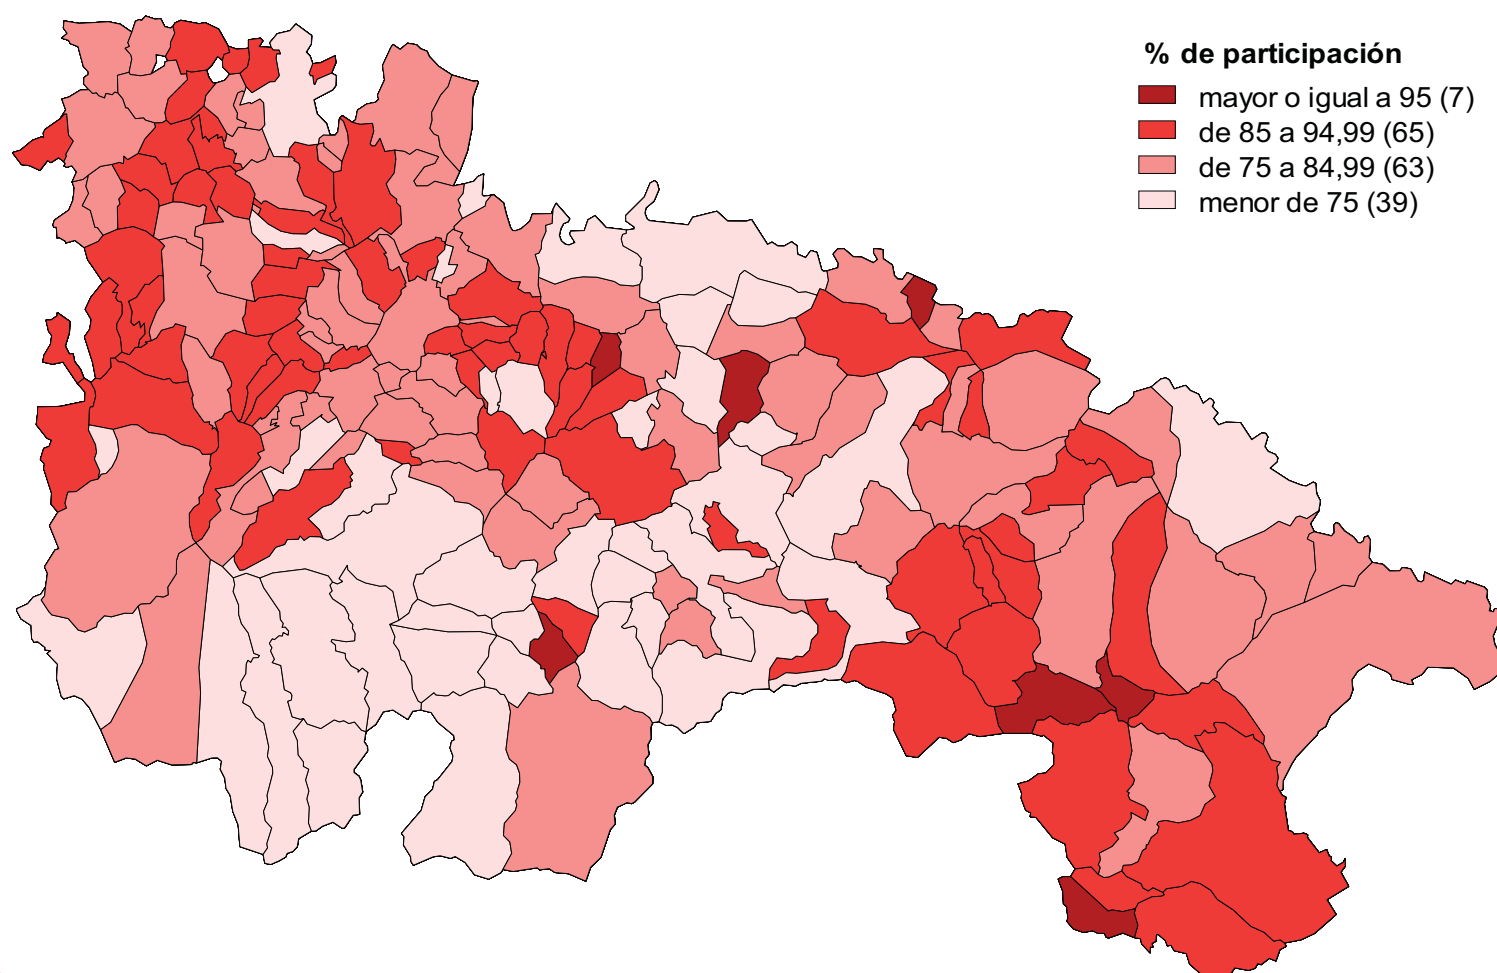 % de participación
mayor o igual a 95 (7)
de 85 a 94,99 (65)
de 75 a 84,99 (63)
menor de 75 (39)